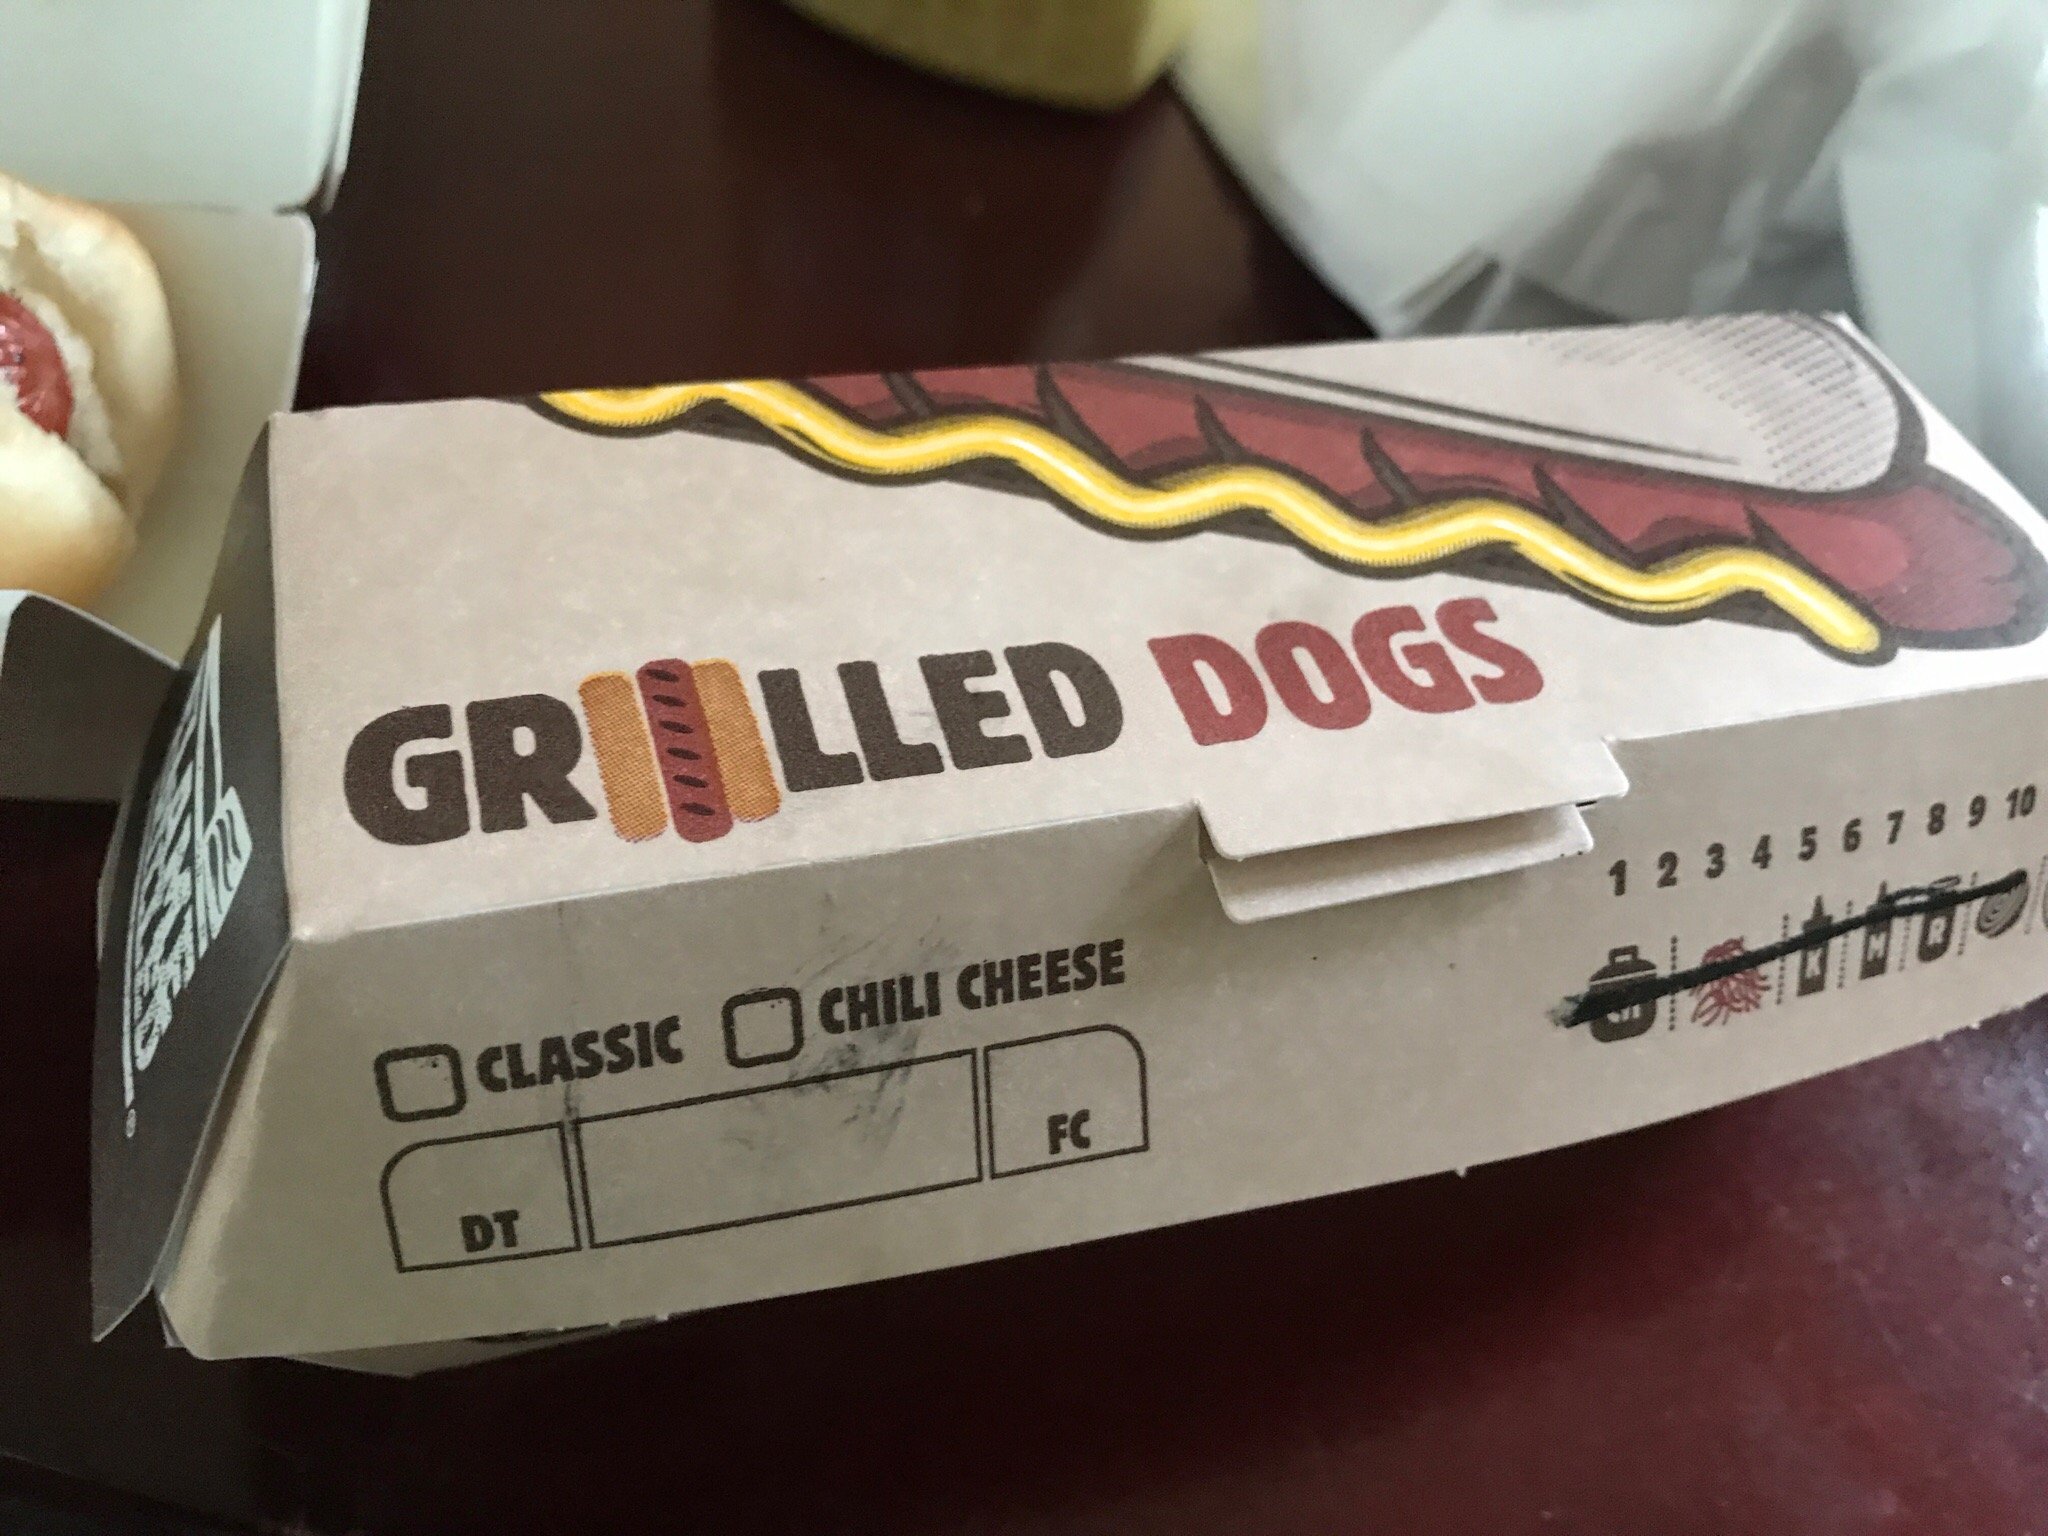 GRILLED DOGS
1 2 3 4 5 6 7 8 9 10
CLASSIC CHILI CHEESE
K M R
DT FC
®